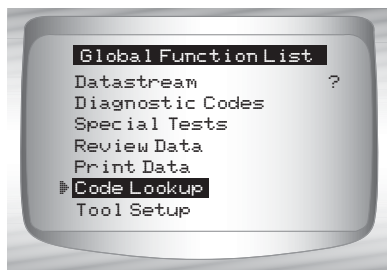 Global Function List
Datastream ?
Diagnostic Codes
Special Tests
Review Data
Print Data
Code Lookup
Tool Setup